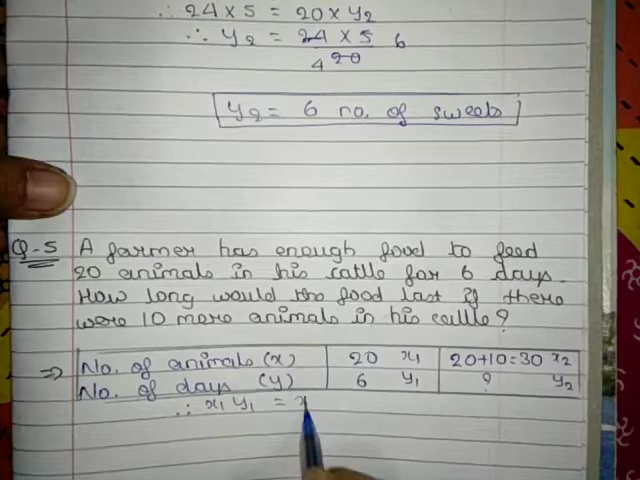 ∴ 24 × 5 = 20 × y₂
∴ y₂ = 24 × 5 6
4 20
y₂ = 6 no. of sweets
Q-5 A farmer has enough food to feed
20 animals in his cattle for 6 days.
How long would the food last if there
were 10 more animals in his cattle?
⇒ No. of animals (x) 20 x₁ 20+10=30 x₂
No. of days (y) 6 y₁ ? y₂
∴ x₁ y₁ = x